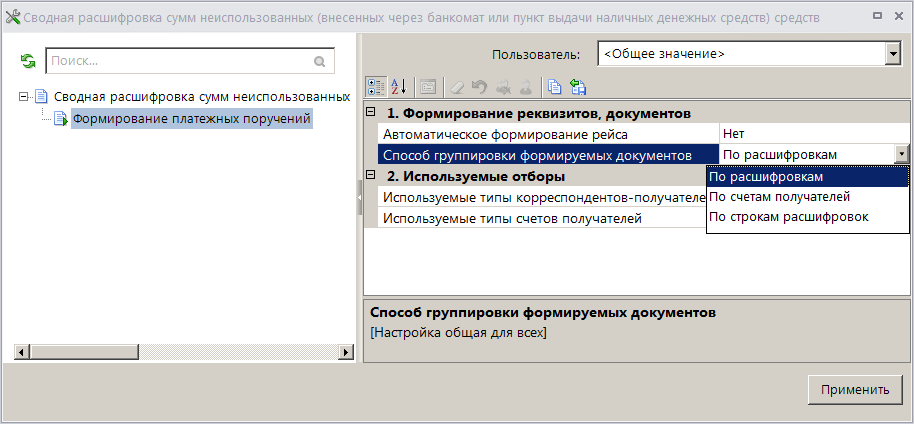 Сводная расшифровка сумм неиспользованных (внесенных через банкомат или пункт выдачи наличных денежных средств) средств
Поиск...
Сводная расшифровка сумм неиспользованных
Формирование платежных поручений
Пользователь: <Общее значение>
1. Формирование реквизитов, документов
Автоматическое формирование рейса Нет
Способ группировки формируемых документов По расшифровкам
2. Используемые отборы
Используемые типы корреспондентов-получателе
Используемые типы счетов получателей
По расшифровкам
По счетам получателей
По строкам расшифровок
Способ группировки формируемых документов
[Настройка общая для всех]
Применить